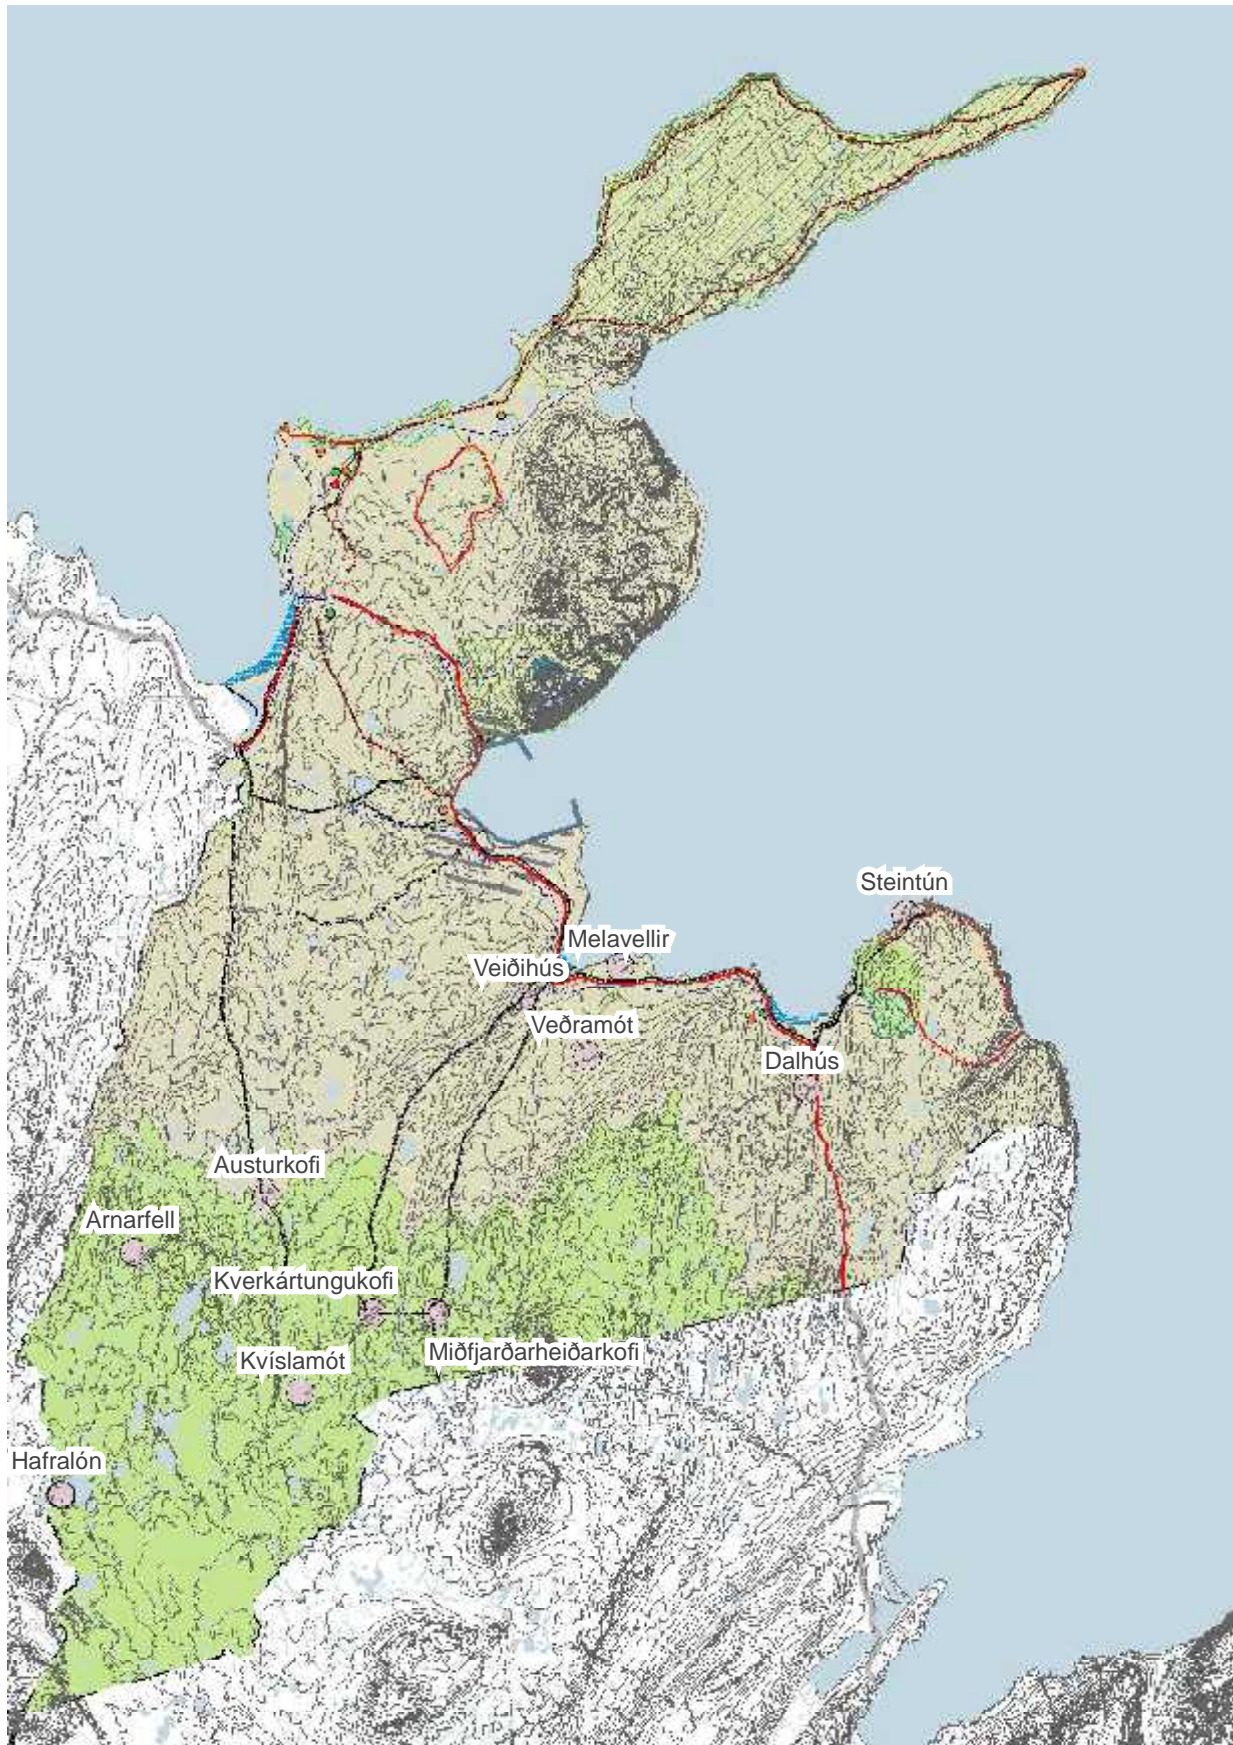 Steintún
Melavellir
Veiðihús
Veðramót
Dalhús
Austurkofi
Arnarfell
Kverkártungukofi
Miðfjarðarheiðarkofi
Kvíslamót
Hafralón